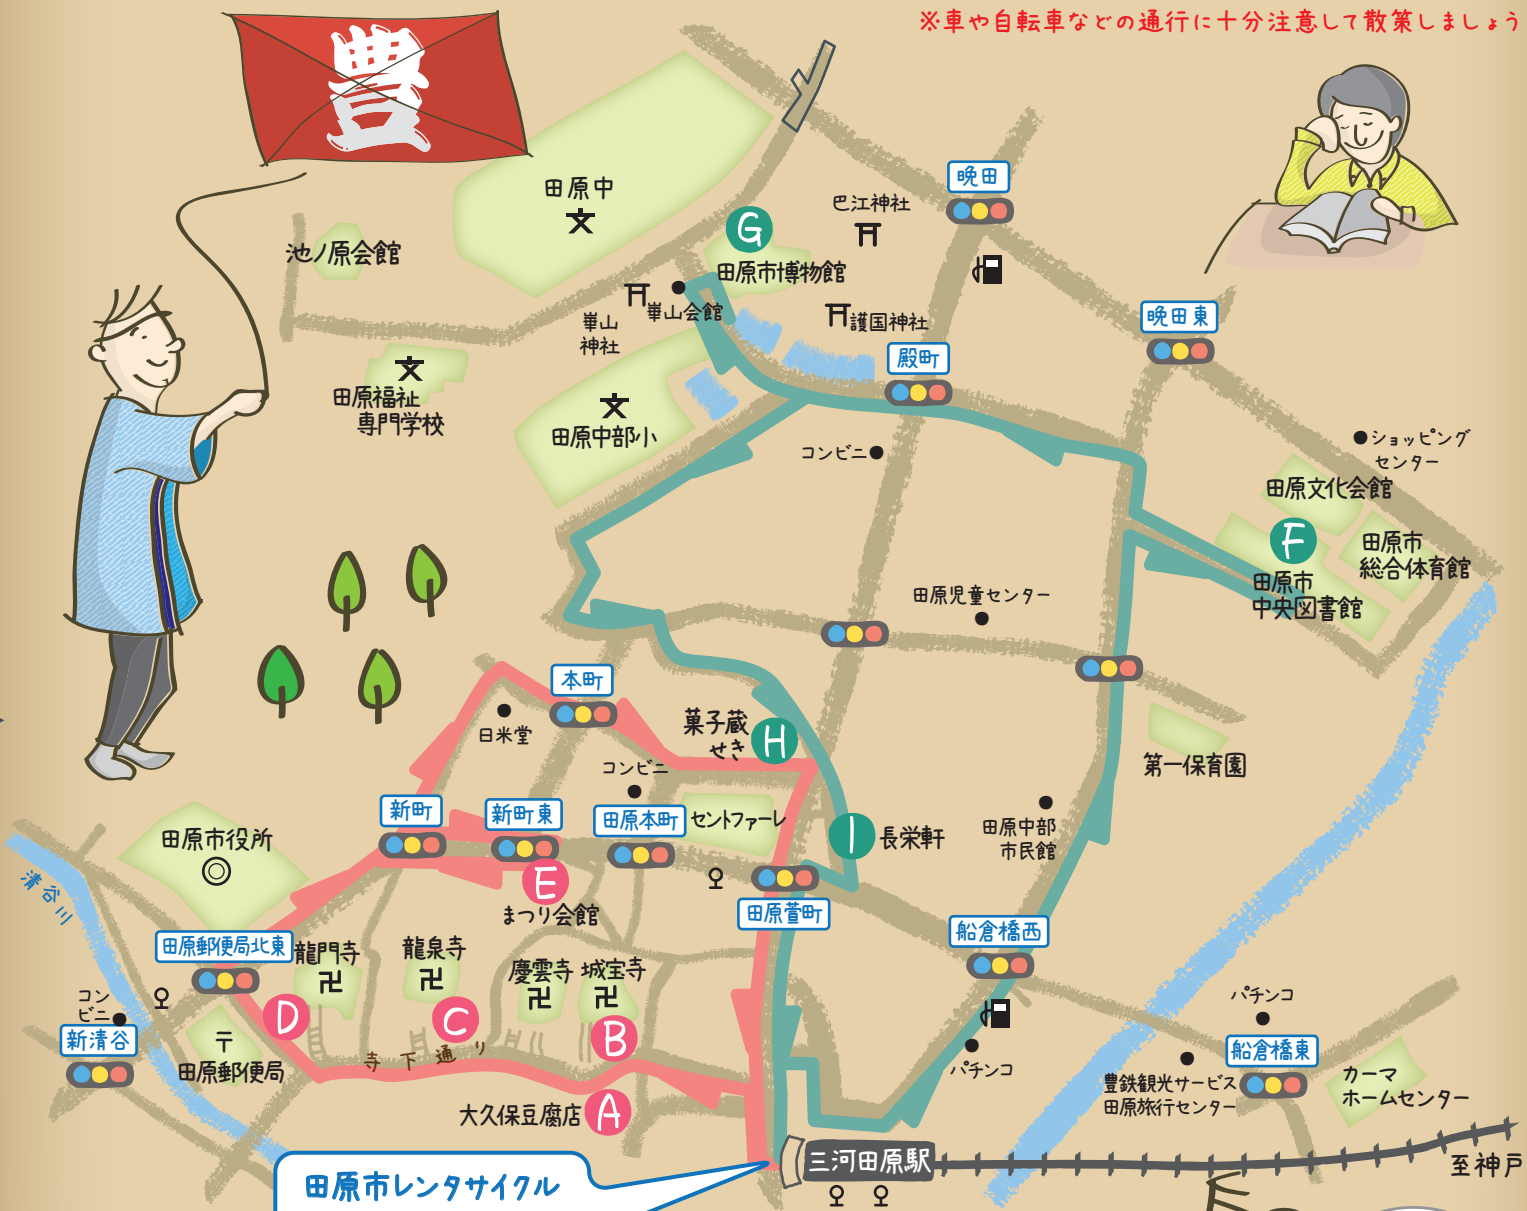 ※車や自転車などの通行に十分注意して散策しましょう
豊
田原中
晩田
巴江神社
G
池ノ原会館
田原市博物館
崋山会館
崋山
神社
護国神社
晩田東
殿町
田原福祉
専門学校
田原中部小
コンビニ
ショッピング
センター
田原文化会館
F
田原市
総合体育館
田原市
中央図書館
田原児童センター
本町
日米堂
菓子蔵
せき
H
コンビニ
第一保育園
新町
新町東
田原本町
セントファーレ
田原市役所
I
長栄軒
田原中部
市民館
清谷川
E
まつり会館
田原萱町
船倉橋西
田原郵便局北東
龍門寺
龍泉寺
慶雲寺
城宝寺
コン
ビニ
新清谷
D
C
B
〒
田原郵便局
寺下通り
パチンコ
パチンコ
船倉橋東
豊鉄観光サービス
田原旅行センター
カーマ
ホームセンター
大久保豆腐店
A
三河田原駅
至神戸
田原市レンタサイクル